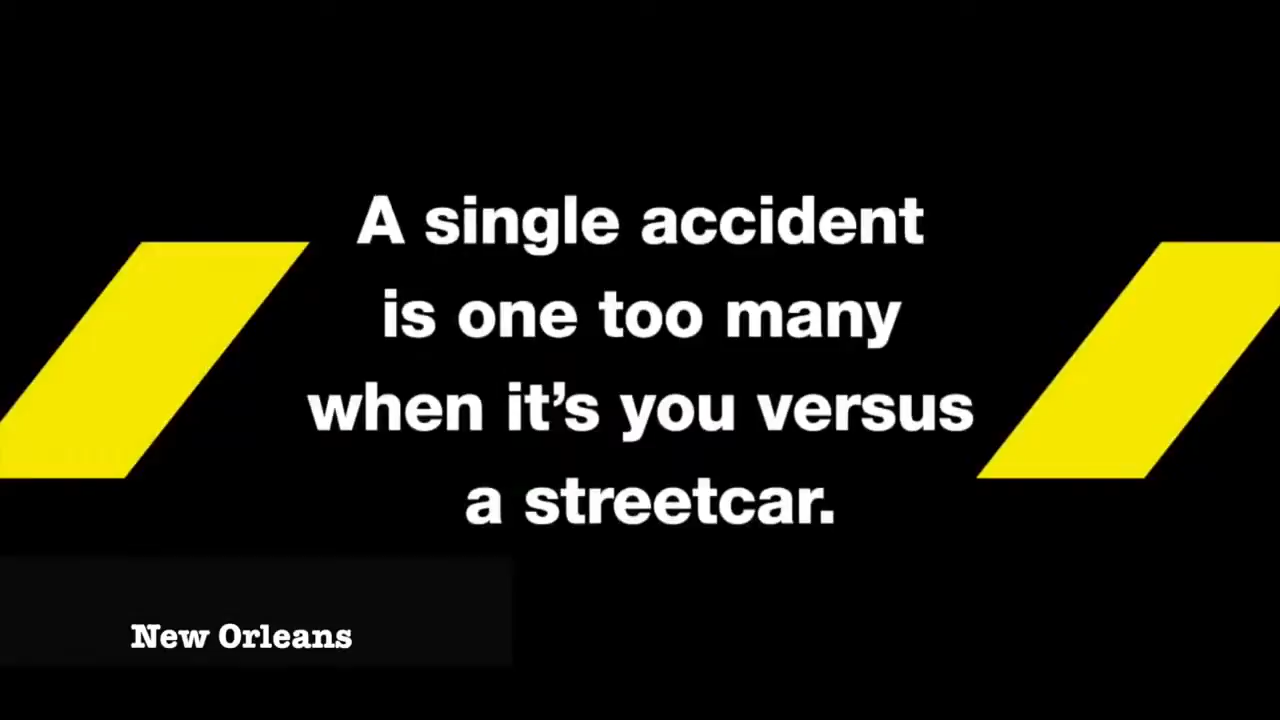 A single accident
is one too many
when it’s you versus
a streetcar.
New Orleans